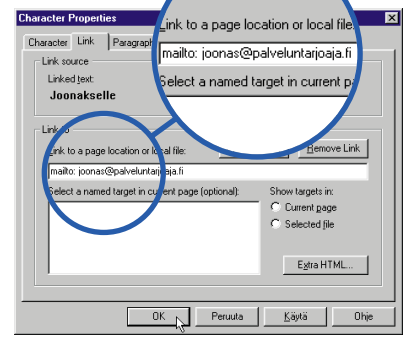 Character Properties
Character Link Paragraph
Link source
Linked text:
Joonakselle
Link to a page location or local file:
mailto: joonas@palveluntarjoaja.fi
Select a named target in current pa
Link to
Link to a page location or local file:
Remove Link
mailto: joonas@palveluntarjoaja.fi
Select a named target in current page (optional):
Show targets in:
Current page
Selected file
Extra HTML...
OK Peruuta Käytä Ohje